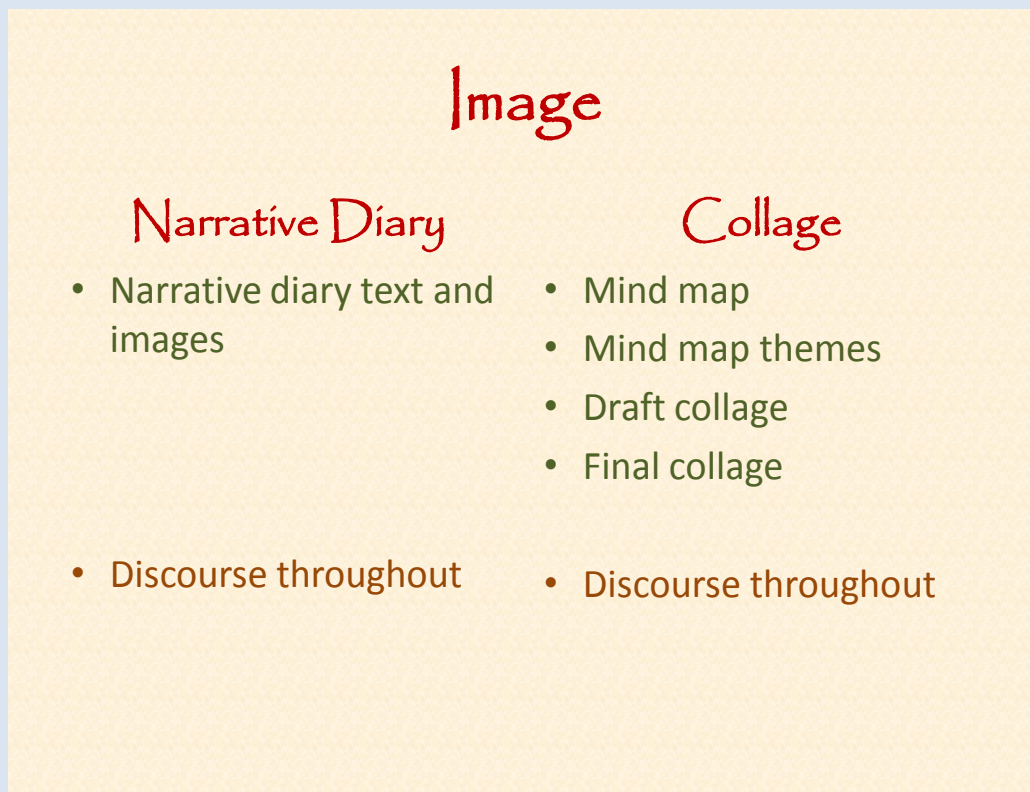 Image
Narrative Diary
• Narrative diary text and
images
• Discourse throughout
Collage
• Mind map
• Mind map themes
• Draft collage
• Final collage
• Discourse throughout